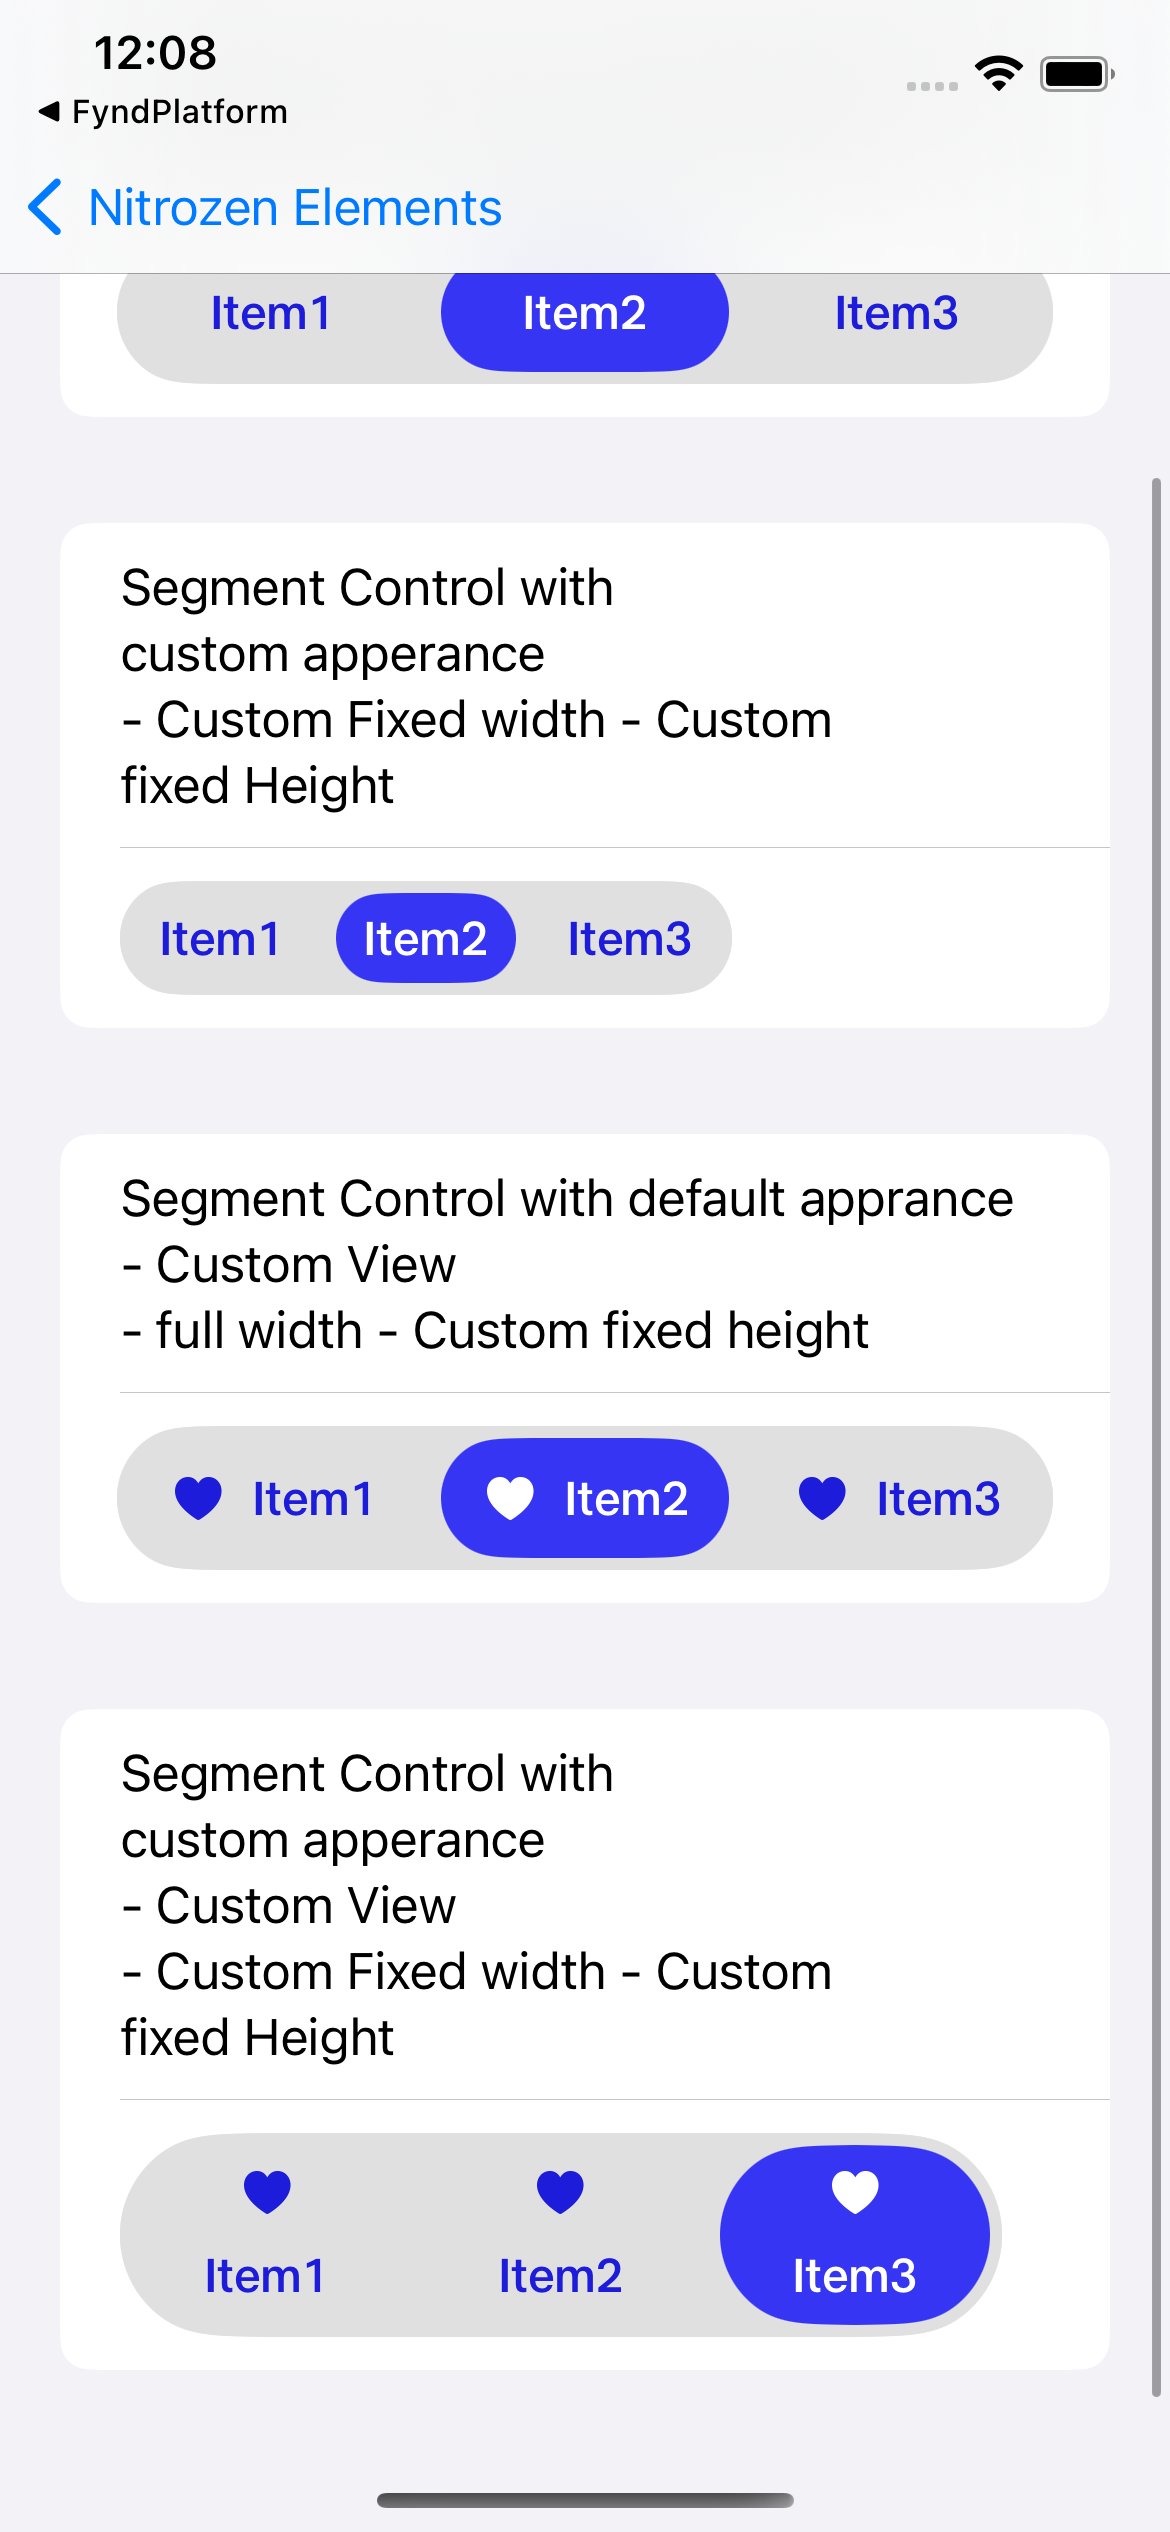 12:08
FyndPlatform
Nitrozen Elements
Item1 Item2 Item3
Segment Control with
custom apperance
- Custom Fixed width - Custom
fixed Height
Item1 Item2 Item3
Segment Control with default apprance
- Custom View
- full width - Custom fixed height
Item1 Item2 Item3
Segment Control with
custom apperance
- Custom View
- Custom Fixed width - Custom
fixed Height
Item1 Item2 Item3